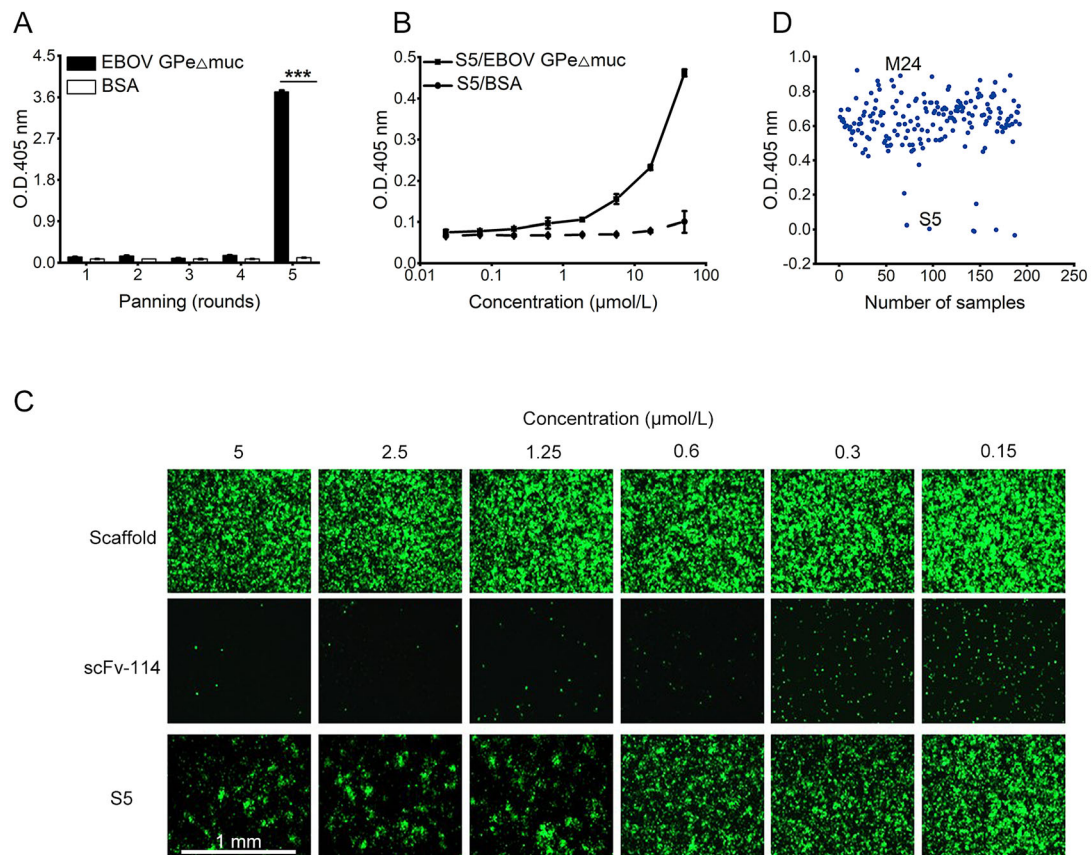 A
EBOV GPe△muc
BSA
***
O.D.405 nm
4.5
3.6
2.7
1.8
0.9
0.0
1 2 3 4 5
Panning (rounds)
B
S5/EBOV GPe△muc
S5/BSA
O.D.405 nm
0.5
0.4
0.3
0.2
0.1
0.0
0.01 0.1 1 10 100
Concentration (μmol/L)
D
M24
S5
O.D.405 nm
1.0
0.8
0.6
0.4
0.2
0.0
-0.2
0 50 100 150 200 250
Number of samples
C
Concentration (μmol/L)
5 2.5 1.25 0.6 0.3 0.15
Scaffold
scFv-114
S5
1 mm